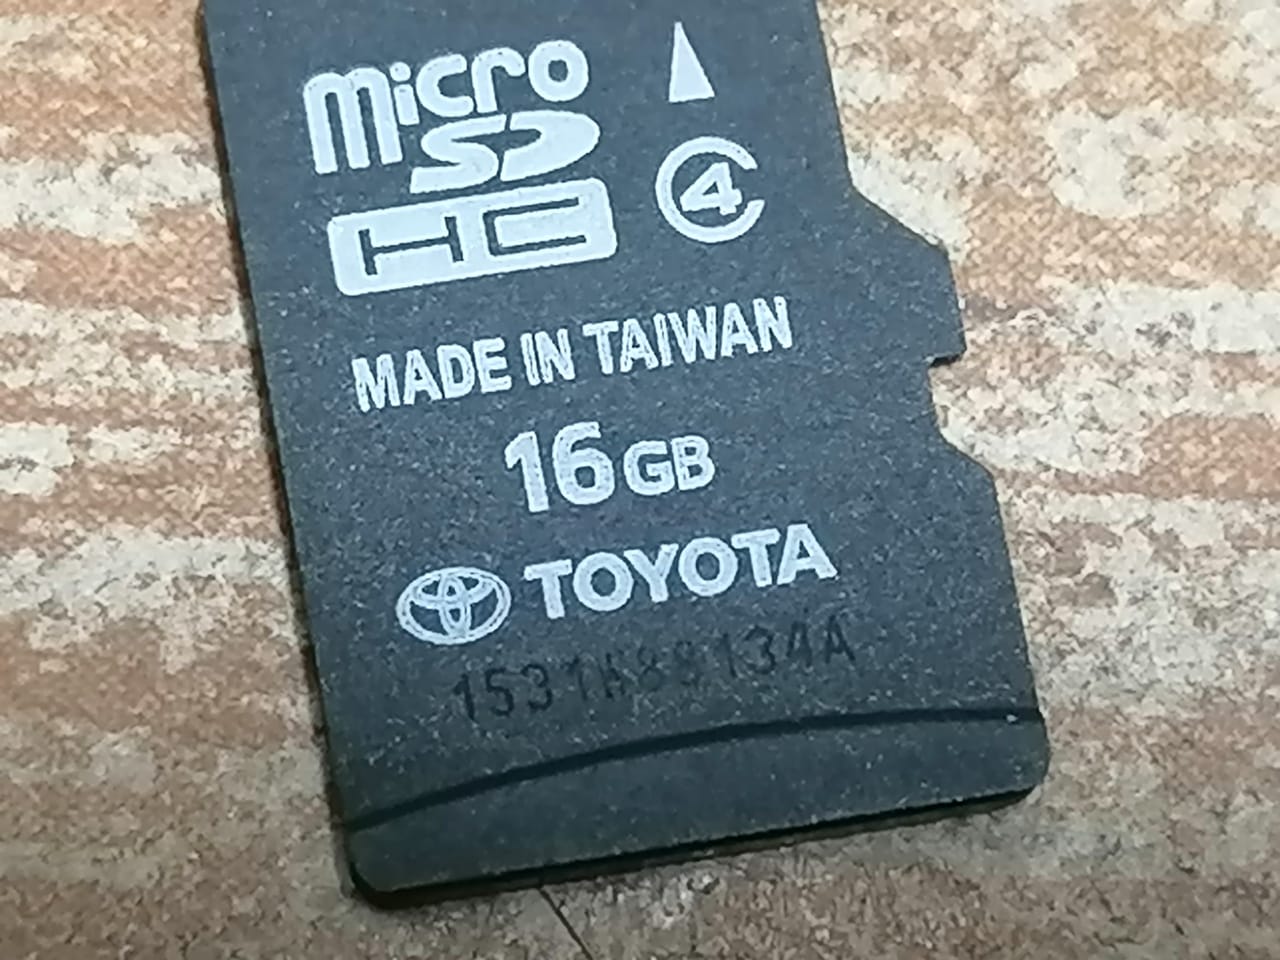 micro
SD
HC 4
MADE IN TAIWAN
16GB
TOYOTA